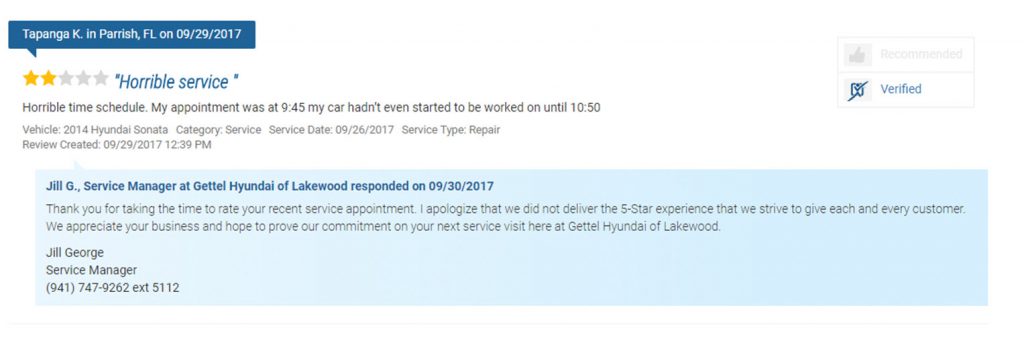 Tapanga K. in Parrish, FL on 09/29/2017
"Horrible service "
Recommended
Verified
Horrible time schedule. My appointment was at 9:45 my car hadn't even started to be worked on until 10:50
Vehicle: 2014 Hyundai Sonata Category: Service Service Date: 09/26/2017 Service Type: Repair
Review Created: 09/29/2017 12:39 PM
Jill G., Service Manager at Gettel Hyundai of Lakewood responded on 09/30/2017
Thank you for taking the time to rate your recent service appointment. I apologize that we did not deliver the 5-Star experience that we strive to give each and every customer.
We appreciate your business and hope to prove our commitment on your next service visit here at Gettel Hyundai of Lakewood.
Jill George
Service Manager
(941) 747-9262 ext 5112